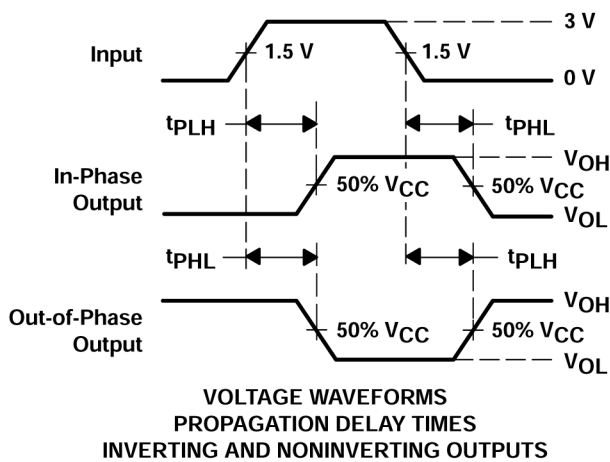 3 V
Input
1.5 V
1.5 V
0 V
tPLH
tPHL
In-Phase
Output
VOH
50% VCC
50% VCC
VOL
tPHL
tPLH
Out-of-Phase
Output
VOH
50% VCC
50% VCC
VOL
VOLTAGE WAVEFORMS
PROPAGATION DELAY TIMES
INVERTING AND NONINVERTING OUTPUTS